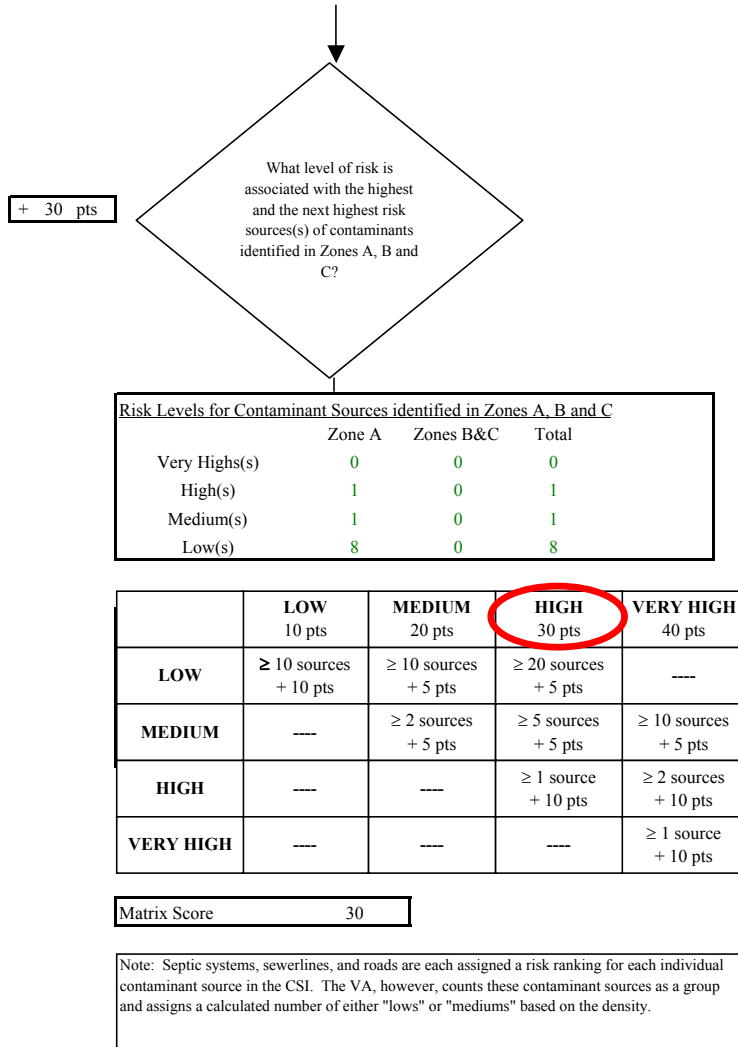 What level of risk is
associated with the highest
and the next highest risk
sources(s) of contaminants
identified in Zones A, B and
C?
+ 30 pts
Risk Levels for Contaminant Sources identified in Zones A, B and C
Zone A Zones B&C Total
Very Highs(s) 0 0 0
High(s) 1 0 1
Medium(s) 1 0 1
Low(s) 8 0 8
LOW MEDIUM HIGH VERY HIGH
10 pts 20 pts 30 pts 40 pts
LOW ≥ 10 sources ≥ 10 sources ≥ 20 sources ----
+ 10 pts + 5 pts + 5 pts
MEDIUM ---- ≥ 2 sources ≥ 5 sources ≥ 10 sources
+ 5 pts + 5 pts + 5 pts
HIGH ---- ---- ≥ 1 source ≥ 2 sources
+ 10 pts + 10 pts
VERY HIGH ---- ---- ---- ≥ 1 source
+ 10 pts
Matrix Score 30
Note: Septic systems, sewerlines, and roads are each assigned a risk ranking for each individual
contaminant source in the CSI. The VA, however, counts these contaminant sources as a group
and assigns a calculated number of either "lows" or "mediums" based on the density.